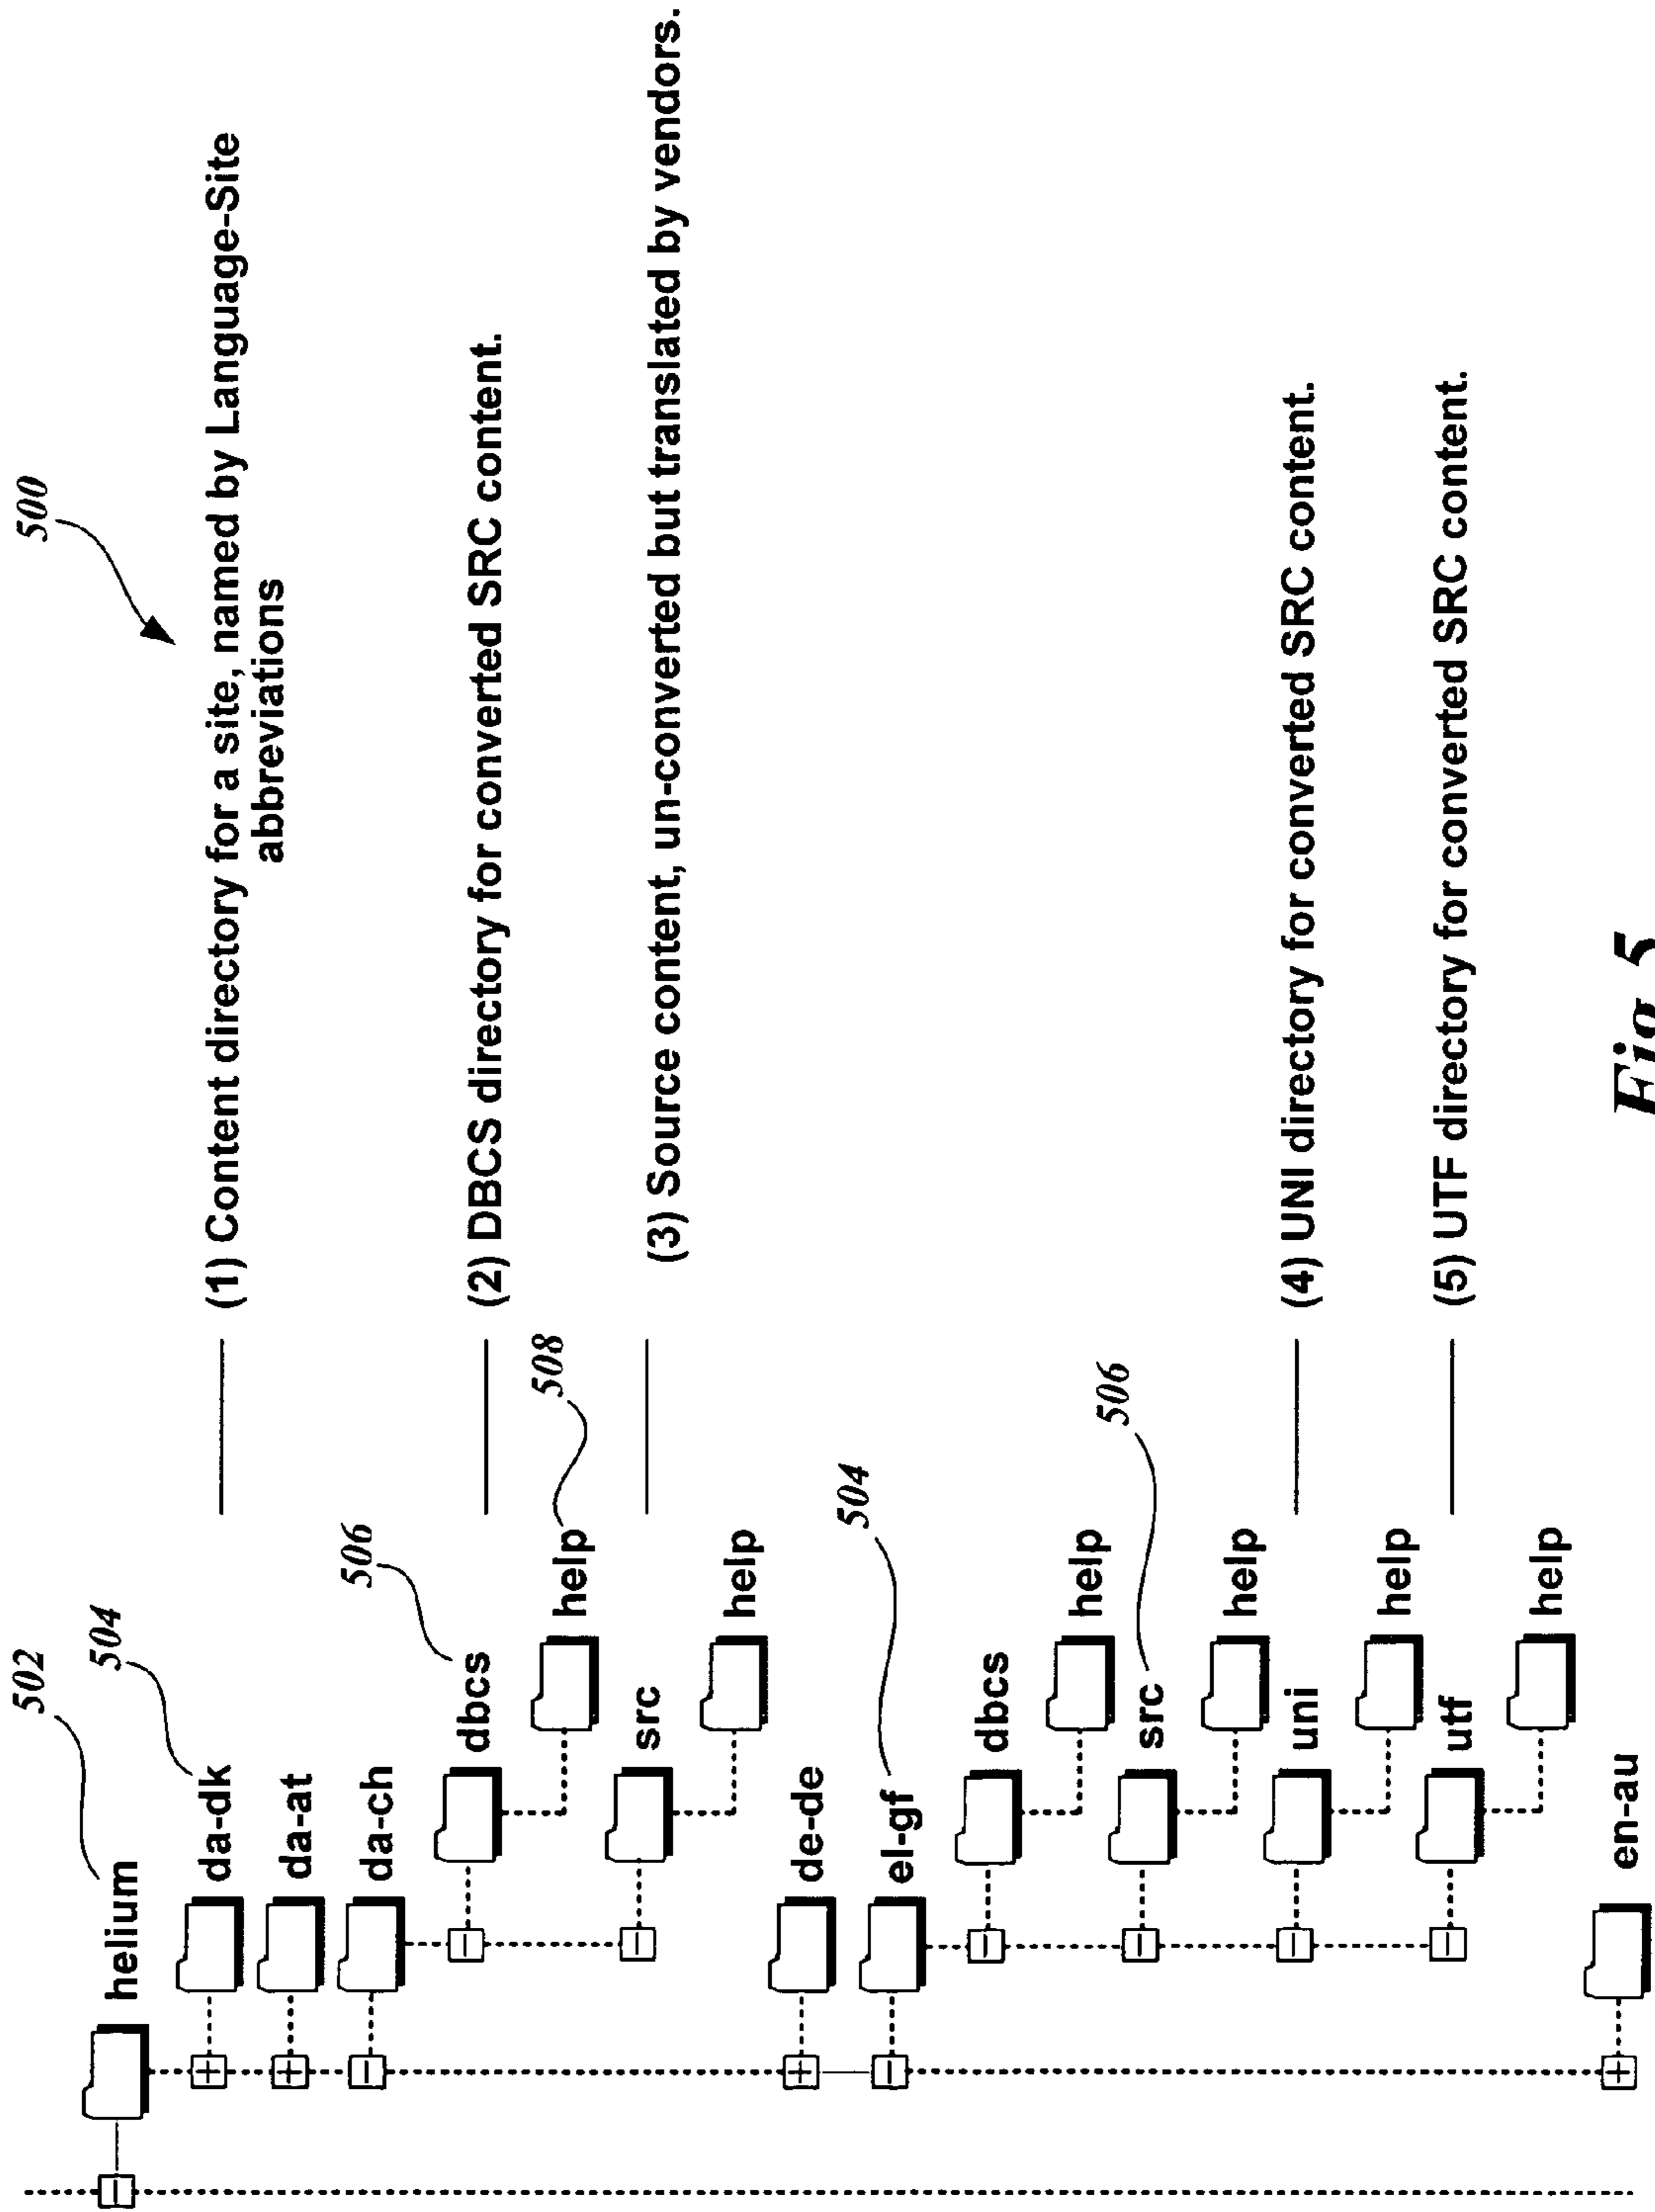 500
502
helium
504
da-dk
(1) Content directory for a site, named by Language-Site
abbreviations
da-at
da-ch
506
dbcs
(2) DBCS directory for converted SRC content.
508
help
src
(3) Source content, un-converted but translated by vendors.
help
de-de
504
el-gf
dbcs
help
506
src
help
uni
(4) UNI directory for converted SRC content.
help
utf
(5) UTF directory for converted SRC content.
help
en-au
Fig. 5